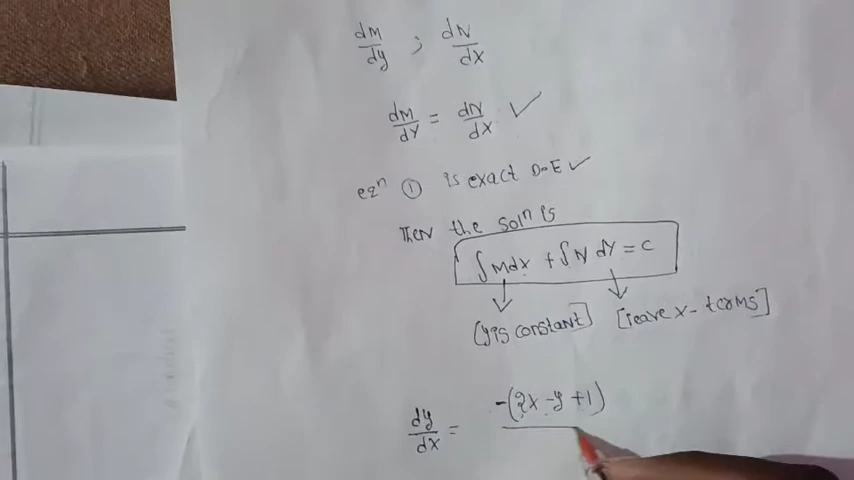 dM/dy ; dN/dx
dM/dy = dN/dx ✓
eqn ① is exact D.E ✓
Then the soln is
∫Mdx + ∫N dy = c
(y is constant] [leave x-terms]
dy/dx = -(2x -y +1)